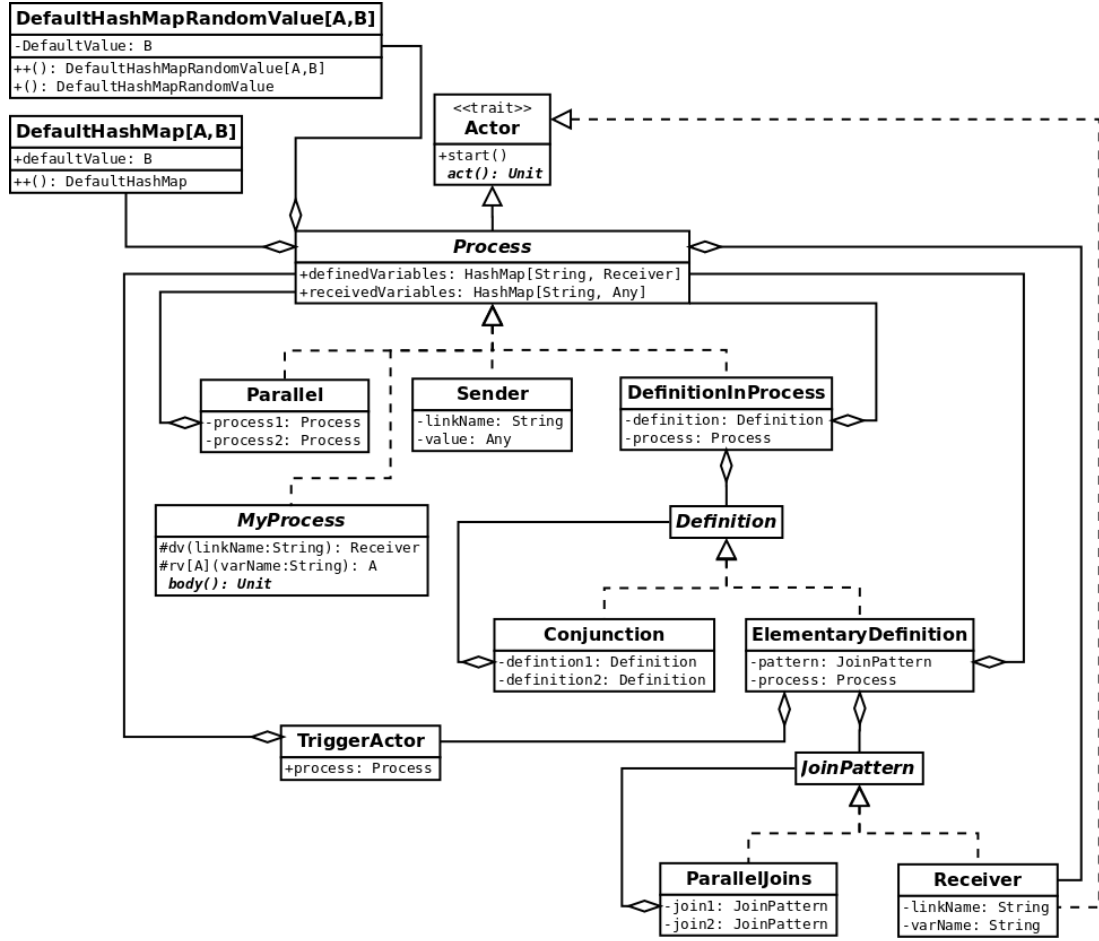 DefaultHashMapRandomValue[A,B]
-DefaultValue: B
++(): DefaultHashMapRandomValue[A,B]
+(): DefaultHashMapRandomValue
DefaultHashMap[A,B]
+defaultValue: B
++(): DefaultHashMap
<<trait>>
Actor
+start()
act(): Unit
Process
+definedVariables: HashMap[String, Receiver]
+receivedVariables: HashMap[String, Any]
Parallel
-process1: Process
-process2: Process
Sender
-linkName: String
-value: Any
DefinitionInProcess
-definition: Definition
-process: Process
MyProcess
#dv(linkName:String): Receiver
#rv[A](varName:String): A
body(): Unit
Definition
Conjunction
-defintion1: Definition
-definition2: Definition
ElementaryDefinition
-pattern: JoinPattern
-process: Process
TriggerActor
+process: Process
JoinPattern
ParallelJoins
-join1: JoinPattern
-join2: JoinPattern
Receiver
-linkName: String
-varName: String